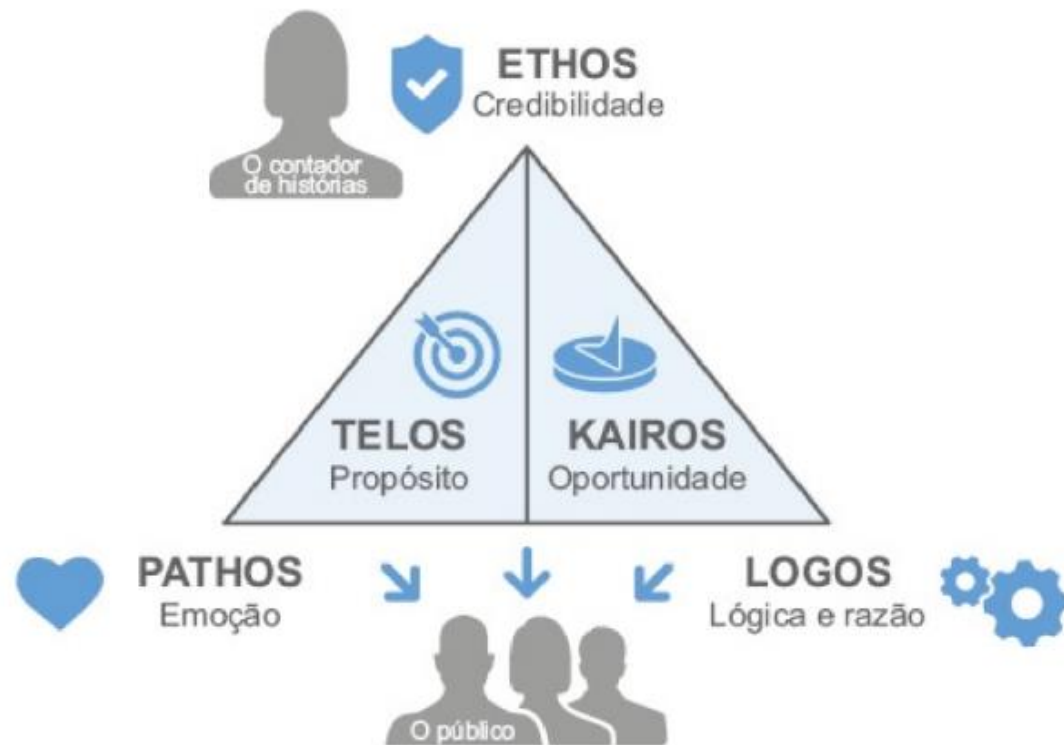 ETHOS
Credibilidade
O contador
de histórias
TELOS
Propósito
KAIROS
Oportunidade
PATHOS
Emoção
LOGOS
Lógica e razão
O público